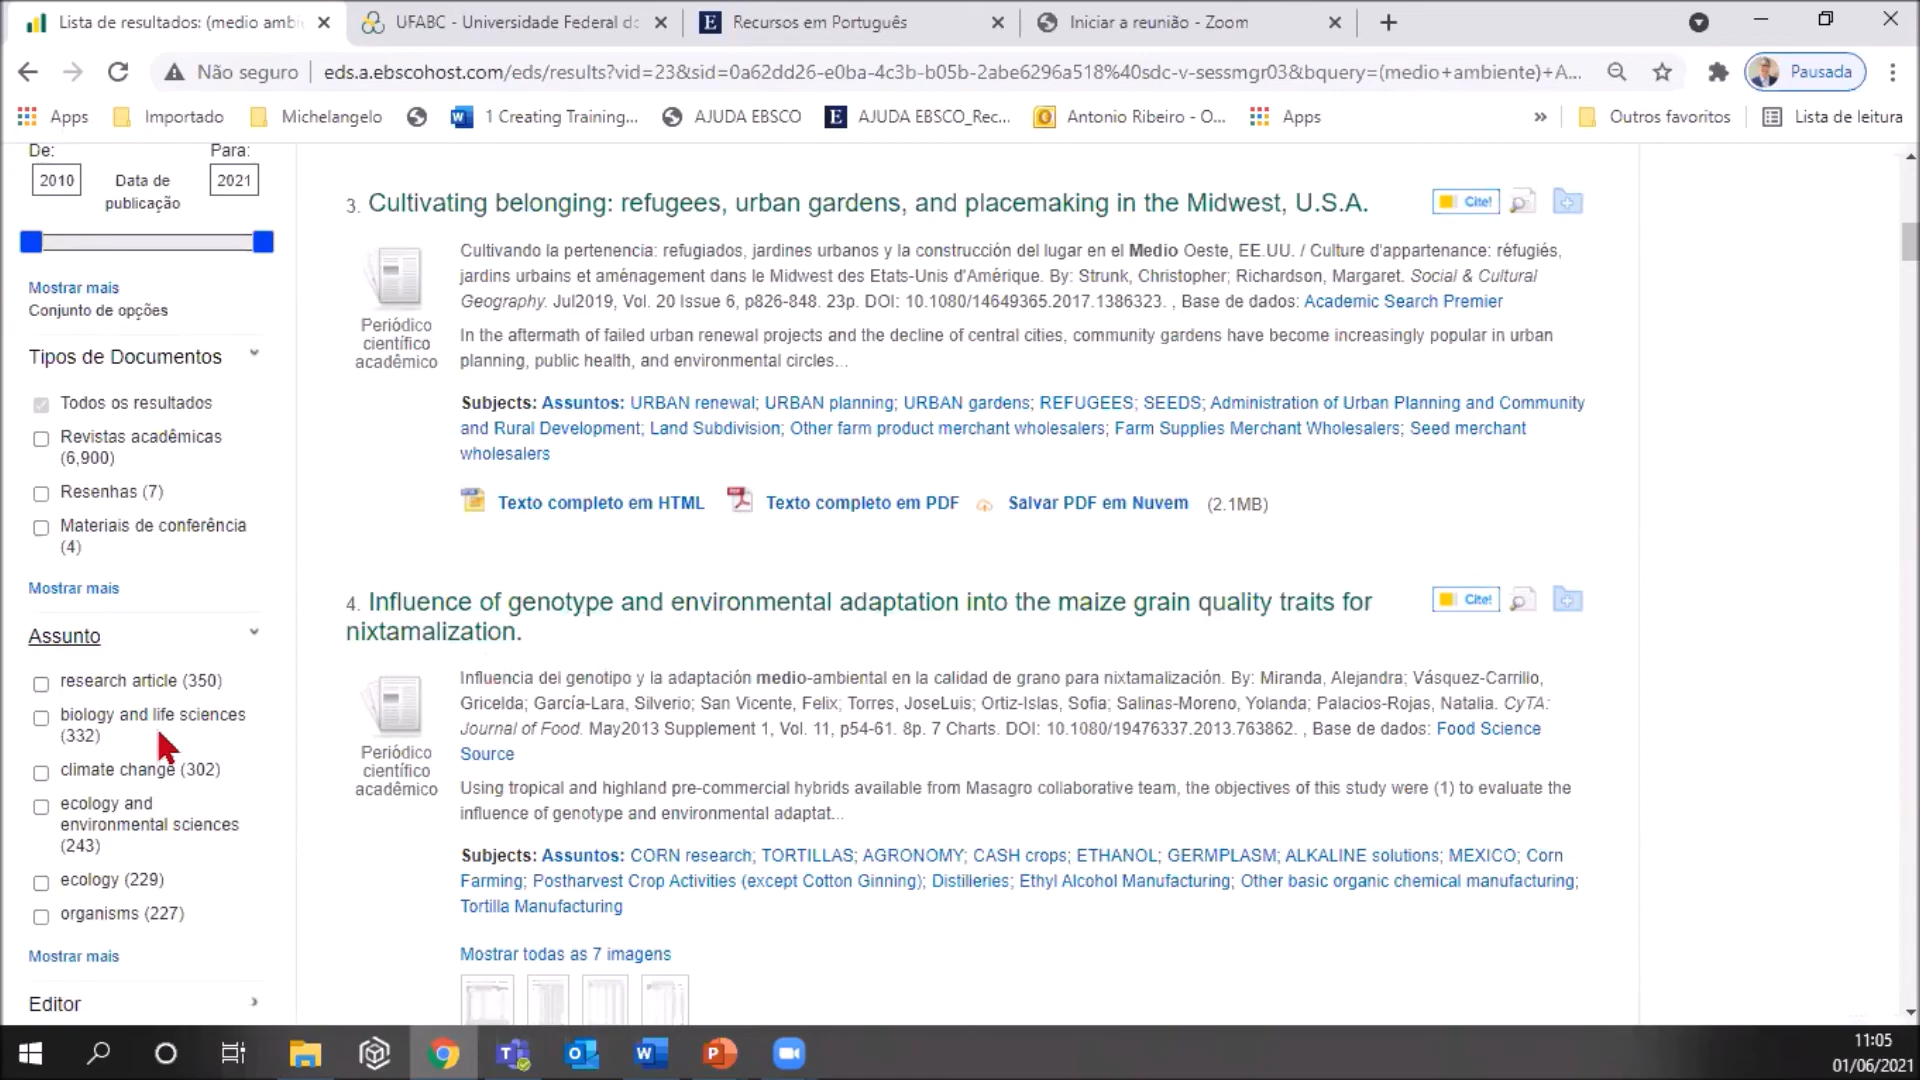 Lista de resultados: (medio ambi
UFABC - Universidade Federal do
Recursos em Português
Iniciar a reunião - Zoom
Não seguro
eds.a.ebscohost.com/eds/results?vid=23&sid=0a62dd26-e0ba-4c3b-b05b-2abe6296a518%40sdc-v-sessmgr03&bquery=(medio+ambiente)+A...
Pausada
Apps
Importado
Michelangelo
1 Creating Training...
AJUDA EBSCO
AJUDA EBSCO_Rec...
Antonio Ribeiro - O...
Apps
»
Outros favoritos
Lista de leitura
De:
Para:
2010
Data de
publicação
2021
Mostrar mais
Conjunto de opções
Tipos de Documentos
Todos os resultados
Revistas acadêmicas
(6,900)
Resenhas (7)
Materiais de conferência
(4)
Mostrar mais
Assunto
research article (350)
biology and life sciences
(332)
climate change (302)
ecology and
environmental sciences
(243)
ecology (229)
organisms (227)
Mostrar mais
Editor
3. Cultivating belonging: refugees, urban gardens, and placemaking in the Midwest, U.S.A.
Cite!
Periódico
científico
acadêmico
Cultivando la pertenencia: refugiados, jardines urbanos y la construcción del lugar en el Medio Oeste, EE.UU. / Culture d'appartenance: réfugiés,
jardins urbains et aménagement dans le Midwest des Etats-Unis d'Amérique. By: Strunk, Christopher; Richardson, Margaret. Social & Cultural
Geography. Jul2019, Vol. 20 Issue 6, p826-848. 23p. DOI: 10.1080/14649365.2017.1386323. , Base de dados: Academic Search Premier
In the aftermath of failed urban renewal projects and the decline of central cities, community gardens have become increasingly popular in urban
planning, public health, and environmental circles...
Subjects: Assuntos: URBAN renewal; URBAN planning; URBAN gardens; REFUGEES; SEEDS; Administration of Urban Planning and Community
and Rural Development; Land Subdivision; Other farm product merchant wholesalers; Farm Supplies Merchant Wholesalers; Seed merchant
wholesalers
Texto completo em HTML
Texto completo em PDF
Salvar PDF em Nuvem
(2.1MB)
4. Influence of genotype and environmental adaptation into the maize grain quality traits for
nixtamalization.
Cite!
Periódico
científico
acadêmico
Influencia del genotipo y la adaptación medio-ambiental en la calidad de grano para nixtamalización. By: Miranda, Alejandra; Vásquez-Carrillo,
Gricelda; García-Lara, Silverio; San Vicente, Felix; Torres, JoseLuis; Ortiz-Islas, Sofia; Salinas-Moreno, Yolanda; Palacios-Rojas, Natalia. CyTA:
Journal of Food. May2013 Supplement 1, Vol. 11, p54-61. 8p. 7 Charts. DOI: 10.1080/19476337.2013.763862. , Base de dados: Food Science
Source
Using tropical and highland pre-commercial hybrids available from Masagro collaborative team, the objectives of this study were (1) to evaluate the
influence of genotype and environmental adaptat...
Subjects: Assuntos: CORN research; TORTILLAS; AGRONOMY; CASH crops; ETHANOL; GERMPLASM; ALKALINE solutions; MEXICO; Corn
Farming; Postharvest Crop Activities (except Cotton Ginning); Distilleries; Ethyl Alcohol Manufacturing; Other basic organic chemical manufacturing;
Tortilla Manufacturing
Mostrar todas as 7 imagens
11:05
01/06/2021